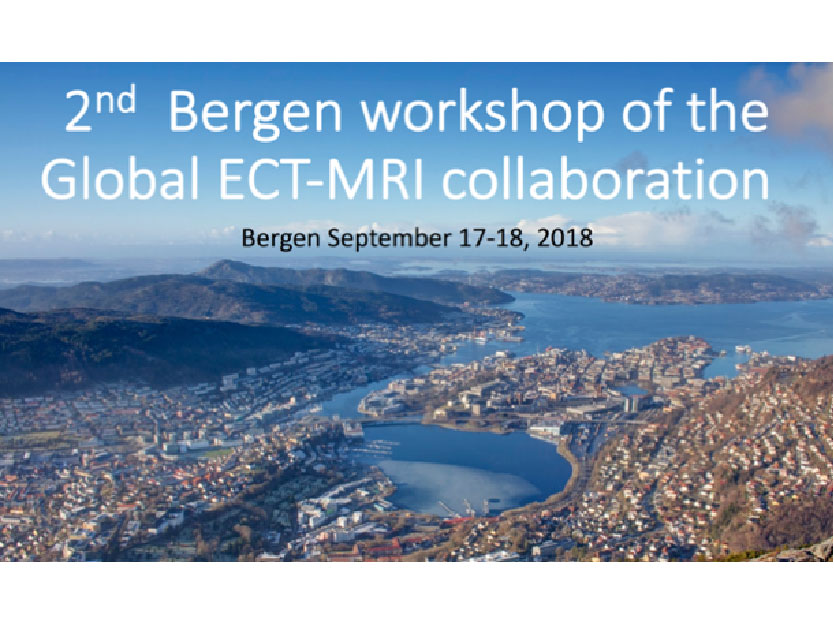 2nd Bergen workshop of the
Global ECT-MRI collaboration
Bergen September 17-18, 2018